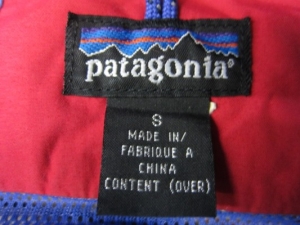 patagonia®
S
MADE IN/
FABRIQUE A
CHINA
CONTENT (OVER)